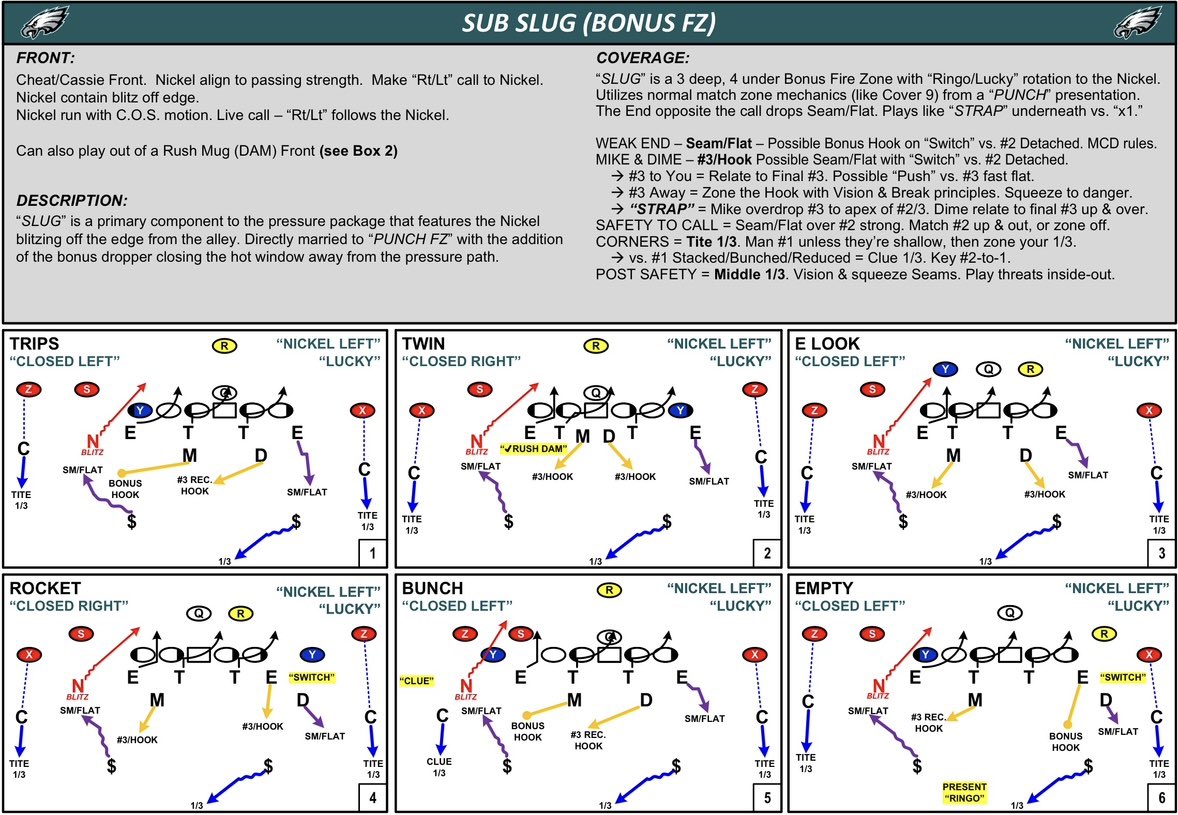 SUB SLUG (BONUS FZ)
FRONT:
Cheat/Cassie Front. Nickel align to passing strength. Make “Rt/Lt” call to Nickel.
Nickel contain blitz off edge.
Nickel run with C.O.S. motion. Live call – “Rt/Lt” follows the Nickel.
Can also play out of a Rush Mug (DAM) Front (see Box 2)
DESCRIPTION:
“SLUG” is a primary component to the pressure package that features the Nickel
blitzing off the edge from the alley. Directly married to “PUNCH FZ” with the addition
of the bonus dropper closing the hot window away from the pressure path.
COVERAGE:
“SLUG” is a 3 deep, 4 under Bonus Fire Zone with “Ringo/Lucky” rotation to the Nickel.
Utilizes normal match zone mechanics (like Cover 9) from a “PUNCH” presentation.
The End opposite the call drops Seam/Flat. Plays like “STRAP” underneath vs. “x1.”
WEAK END – Seam/Flat – Possible Bonus Hook on “Switch” vs. #2 Detached. MCD rules.
MIKE & DIME – #3/Hook Possible Seam/Flat with “Switch” vs. #2 Detached.
→ #3 to You = Relate to Final #3. Possible “Push” vs. #3 fast flat.
→ #3 Away = Zone the Hook with Vision & Break principles. Squeeze to danger.
→ “STRAP” = Mike overdrop #3 to apex of #2/3. Dime relate to final #3 up & over.
SAFETY TO CALL = Seam/Flat over #2 strong. Match #2 up & out, or zone off.
CORNERS = Tite 1/3. Man #1 unless they’re shallow, then zone your 1/3.
→ vs. #1 Stacked/Bunched/Reduced = Clue 1/3. Key #2-to-1.
POST SAFETY = Middle 1/3. Vision & squeeze Seams. Play threats inside-out.
TRIPS
“CLOSED LEFT”
R
“NICKEL LEFT”
“LUCKY”
Z
S
Q
Y
X
E T T E
N
BLITZ
C
M
D
C
SM/FLAT
BONUS
HOOK
#3 REC.
HOOK
SM/FLAT
TITE
1/3
$
$
TITE
1/3
1/3
1
TWIN
“CLOSED RIGHT”
R
“NICKEL LEFT”
“LUCKY”
S
Q
X
Y
Z
E T M D T E
N
BLITZ
“✓RUSH DAM”
SM/FLAT
C
C
#3/HOOK
#3/HOOK
SM/FLAT
TITE
1/3
$
$
TITE
1/3
1/3
2
E LOOK
“CLOSED LEFT”
“NICKEL LEFT”
“LUCKY”
Y
Q
R
S
Z
X
E T T E
N
BLITZ
M
D
SM/FLAT
C
C
#3/HOOK
#3/HOOK
SM/FLAT
TITE
1/3
$
$
TITE
1/3
1/3
3
ROCKET
“CLOSED RIGHT”
“NICKEL LEFT”
“LUCKY”
Q
R
S
Z
X
Y
E T T E
“SWITCH”
N
BLITZ
M
D
SM/FLAT
C
C
#3/HOOK
#3/HOOK
SM/FLAT
TITE
1/3
$
$
TITE
1/3
1/3
4
BUNCH
“CLOSED LEFT”
R
“NICKEL LEFT”
“LUCKY”
Z
S
Q
Y
X
E T T E
“CLUE”
N
BLITZ
M
D
SM/FLAT
C
C
BONUS
HOOK
#3 REC.
HOOK
SM/FLAT
CLUE
1/3
$
$
TITE
1/3
1/3
5
EMPTY
“CLOSED LEFT”
“NICKEL LEFT”
“LUCKY”
Q
Z
S
R
Y
X
E T T E
“SWITCH”
N
BLITZ
M
D
SM/FLAT
C
C
#3 REC.
HOOK
BONUS
HOOK
SM/FLAT
TITE
1/3
$
$
TITE
1/3
PRESENT
“RINGO”
1/3
6